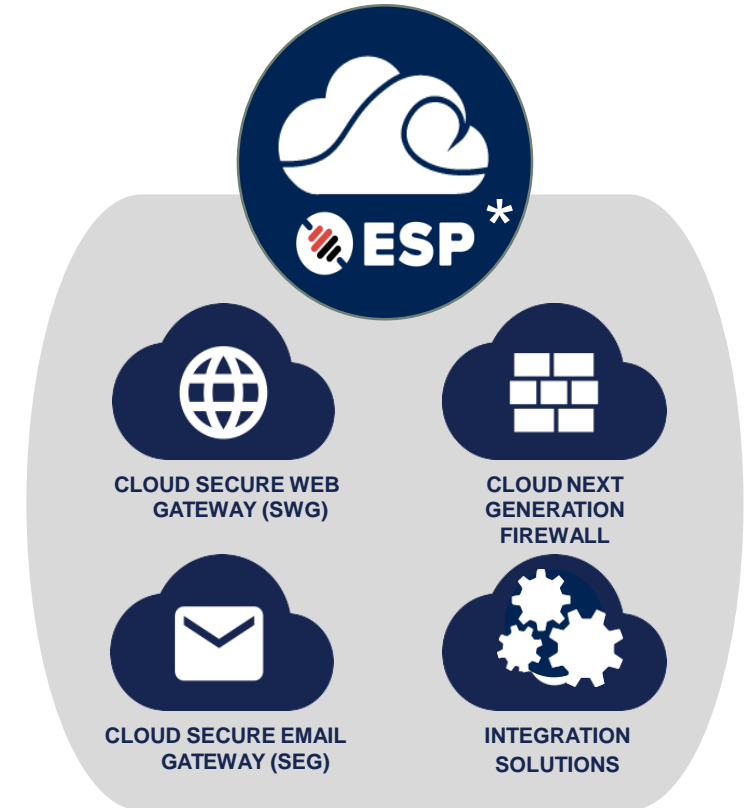 ESP*
CLOUD SECURE WEB
GATEWAY (SWG)
CLOUD NEXT
GENERATION
FIREWALL
CLOUD SECURE EMAIL
GATEWAY (SEG)
INTEGRATION
SOLUTIONS